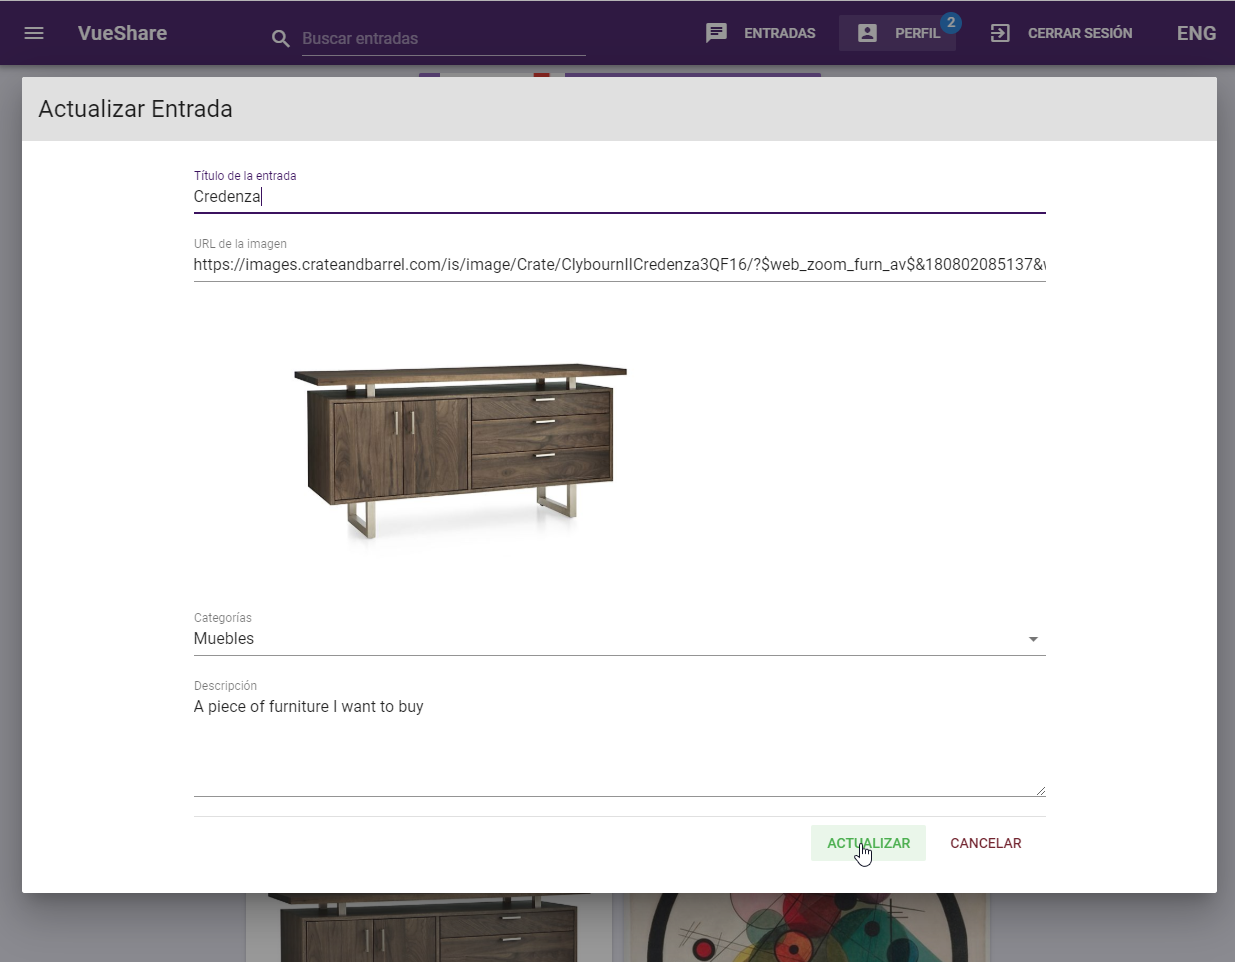 VueShare
Buscar entradas
ENTRADAS
PERFIL
2
CERRAR SESIÓN
ENG
Actualizar Entrada
Título de la entrada
Credenza
URL de la imagen
https://images.crateandbarrel.com/is/image/Crate/ClybournIICredenza3QF16/?$web_zoom_furn_av$&180802085137&
Categorías
Muebles
Descripción
A piece of furniture I want to buy
ACTUALIZAR
CANCELAR